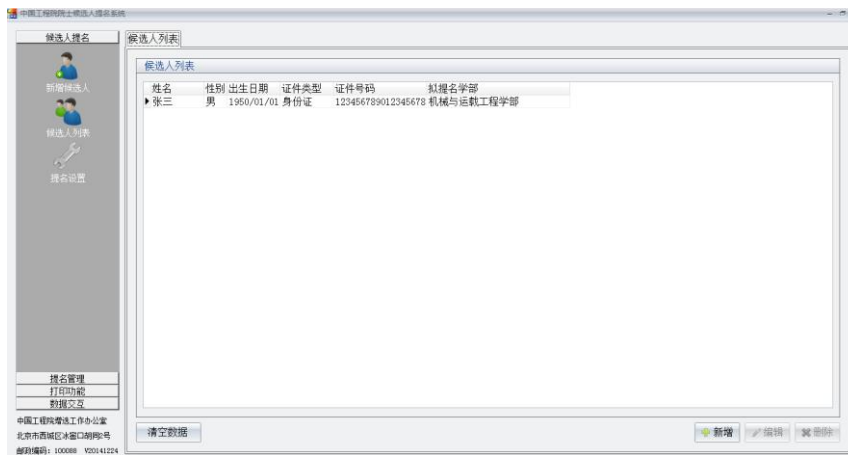 中国工程院院士候选人提名系统
候选人提名
候选人列表
候选人列表
新增候选人
候选人列表
提名设置
姓名 性别 出生日期 证件类型 证件号码 拟提名学部
张三 男 1950/01/01 身份证 123456789012345678 机械与运载工程学部
提名管理
打印功能
数据交互
中国工程院增选工作办公室
北京市西城区冰窖口胡同2号
邮政编码：100088 V20141224
清空数据
新增
编辑
删除